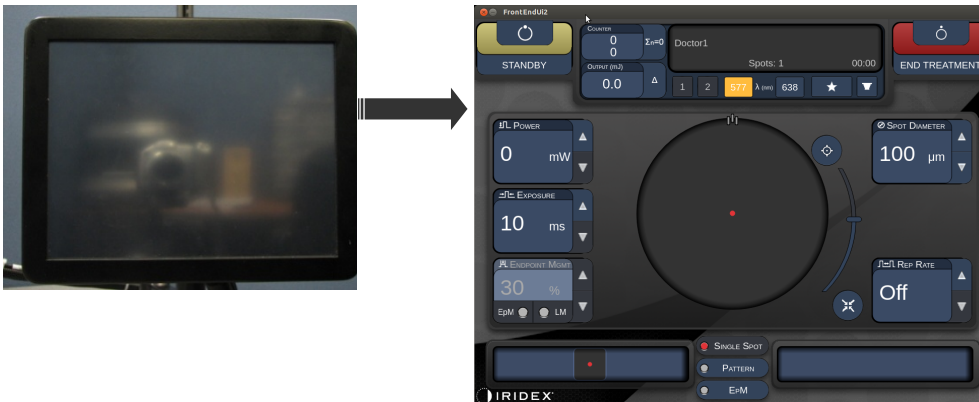 FrontEndUi2
STANDBY
Counter
0
0
Σn=0
Output (mJ)
0.0
Δ
Doctor1
Spots: 1 00:00
1 2 577 λ (nm) 638
END TREATMENT
Power
0 mW
Exposure
10 ms
Endpoint Mgmt
30 %
EpM LM
Spot Diameter
100 µm
Rep Rate
Off
Single Spot
Pattern
EpM
IRIDEX